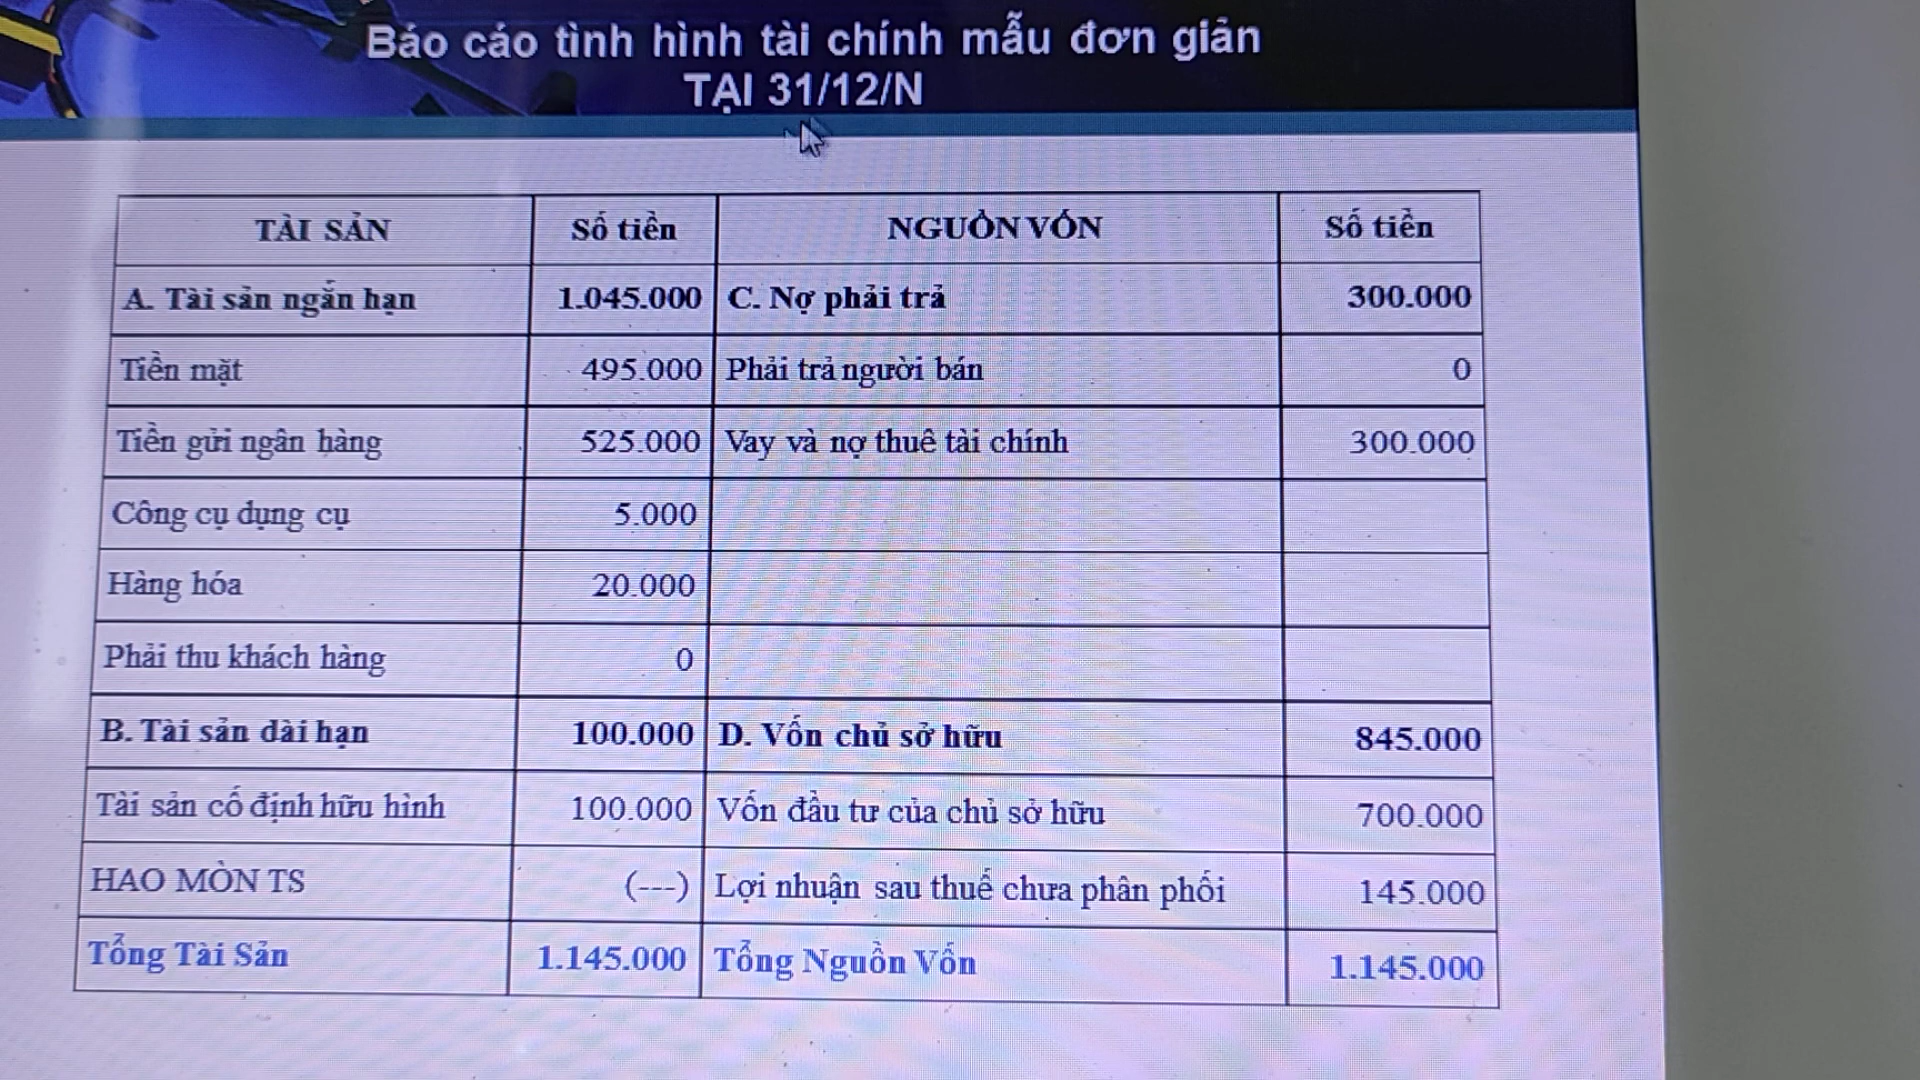 Báo cáo tình hình tài chính mẫu đơn giản
TẠI 31/12/N
TÀI SẢN Số tiền NGUỒN VỐN Số tiền
A. Tài sản ngắn hạn 1.045.000 C. Nợ phải trả 300.000
Tiền mặt 495.000 Phải trả người bán 0
Tiền gửi ngân hàng 525.000 Vay và nợ thuê tài chính 300.000
Công cụ dụng cụ 5.000
Hàng hóa 20.000
Phải thu khách hàng 0
B. Tài sản dài hạn 100.000 D. Vốn chủ sở hữu 845.000
Tài sản cố định hữu hình 100.000 Vốn đầu tư của chủ sở hữu 700.000
HAO MÒN TS (---) Lợi nhuận sau thuế chưa phân phối 145.000
Tổng Tài Sản 1.145.000 Tổng Nguồn Vốn 1.145.000